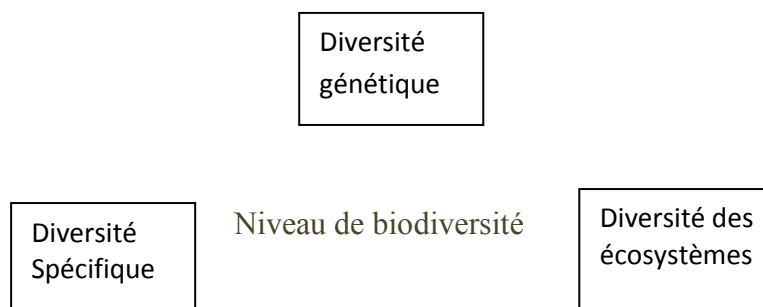 Diversité
génétique
Diversité
Spécifique
Niveau de biodiversité
Diversité des
écosystèmes